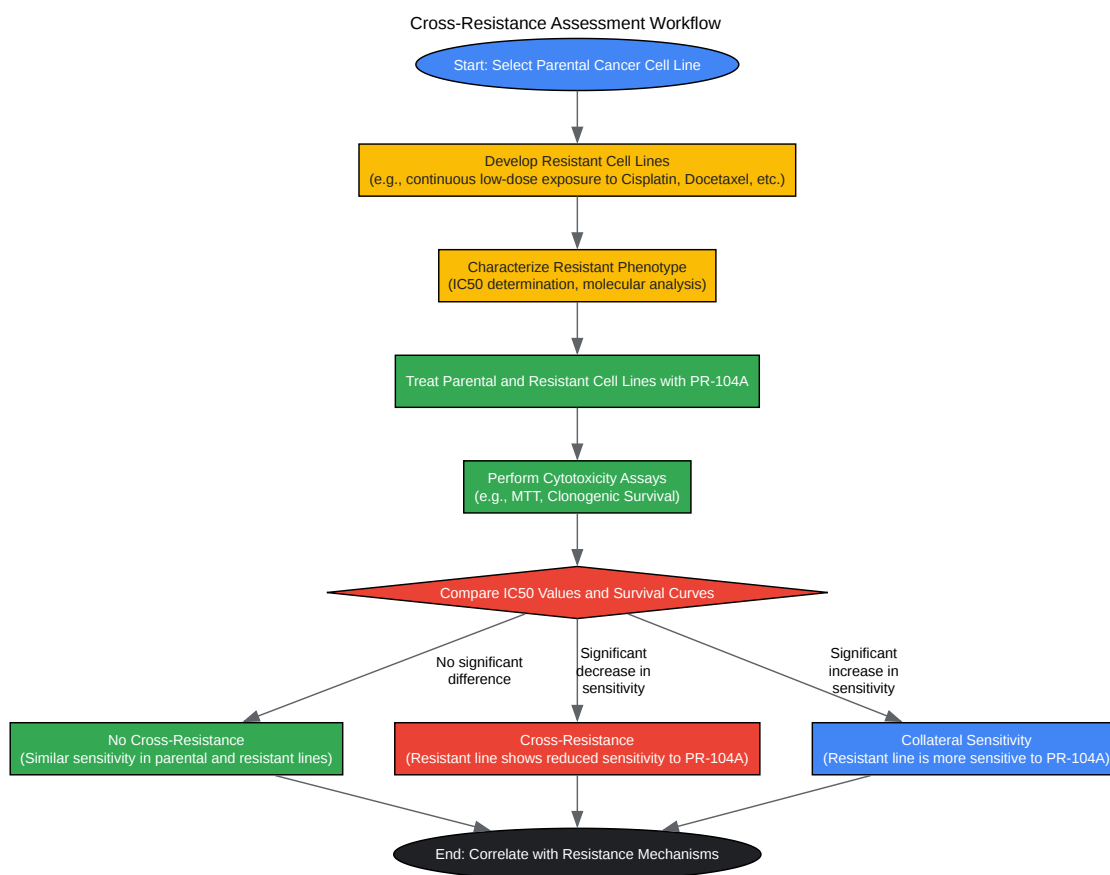 Cross-Resistance Assessment Workflow
Start: Select Parental Cancer Cell Line
Develop Resistant Cell Lines
(e.g., continuous low-dose exposure to Cisplatin, Docetaxel, etc.)
Characterize Resistant Phenotype
(IC50 determination, molecular analysis)
Treat Parental and Resistant Cell Lines with PR-104A
Perform Cytotoxicity Assays
(e.g., MTT, Clonogenic Survival)
Compare IC50 Values and Survival Curves
No significant
difference
Significant
decrease in
sensitivity
Significant
increase in
sensitivity
No Cross-Resistance
(Similar sensitivity in parental and resistant lines)
Cross-Resistance
(Resistant line shows reduced sensitivity to PR-104A)
Collateral Sensitivity
(Resistant line is more sensitive to PR-104A)
End: Correlate with Resistance Mechanisms